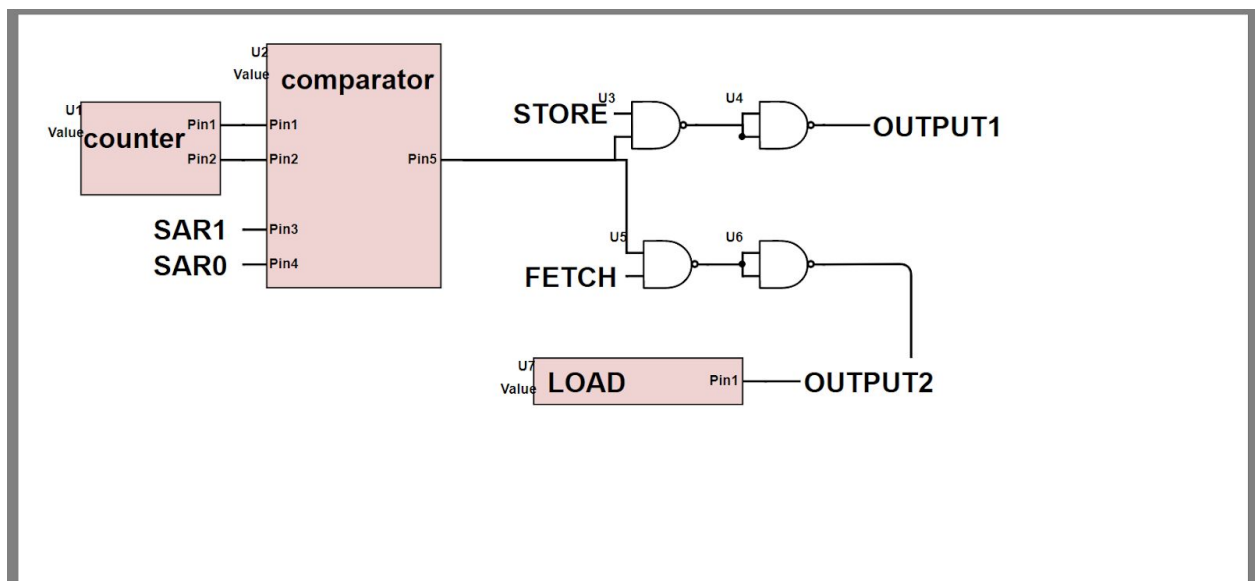 U1
Value
counter
Pin1
Pin2
U2
Value
comparator
Pin1
Pin2
Pin3
Pin4
Pin5
SAR1
SAR0
STORE
U3
U4
OUTPUT1
U5
FETCH
U6
U7
Value
LOAD
Pin1
OUTPUT2